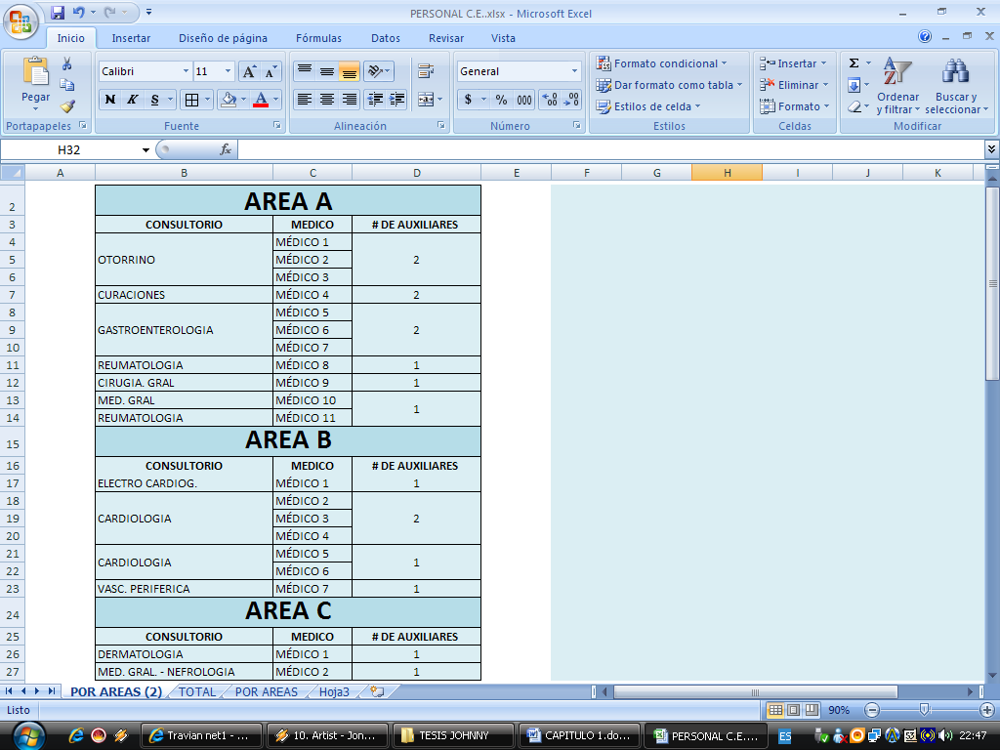 PERSONAL C.E..xlsx - Microsoft Excel
Inicio Insertar Diseño de página Fórmulas Datos Revisar Vista
Pegar
Portapapeles
Calibri 11
N K S
Fuente
Alineación
General
$ % 000
Número
Formato condicional
Dar formato como tabla
Estilos de celda
Estilos
Insertar
Eliminar
Formato
Celdas
Σ
Ordenar y filtrar
Buscar y seleccionar
Modificar
H32 fx
A B C D E F G H I J K
2 AREA A
3 CONSULTORIO MEDICO # DE AUXILIARES
4 MÉDICO 1
5 OTORRINO MÉDICO 2 2
6 MÉDICO 3
7 CURACIONES MÉDICO 4 2
8 MÉDICO 5
9 GASTROENTEROLOGIA MÉDICO 6 2
10 MÉDICO 7
11 REUMATOLOGIA MÉDICO 8 1
12 CIRUGIA. GRAL MÉDICO 9 1
13 MED. GRAL MÉDICO 10 1
14 REUMATOLOGIA MÉDICO 11
15 AREA B
16 CONSULTORIO MEDICO # DE AUXILIARES
17 ELECTRO CARDIOG. MÉDICO 1 1
18 MÉDICO 2
19 CARDIOLOGIA MÉDICO 3 2
20 MÉDICO 4
21 CARDIOLOGIA MÉDICO 5 1
22 MÉDICO 6
23 VASC. PERIFERICA MÉDICO 7 1
24 AREA C
25 CONSULTORIO MEDICO # DE AUXILIARES
26 DERMATOLOGIA MÉDICO 1 1
27 MED. GRAL. - NEFROLOGIA MÉDICO 2 1
POR AREAS (2) TOTAL POR AREAS Hoja3
Listo 90%
Travian net1 - ... 10. Artist - Jon... TESIS JOHNNY CAPITULO 1.do... PERSONAL C.E.... ES 22:47